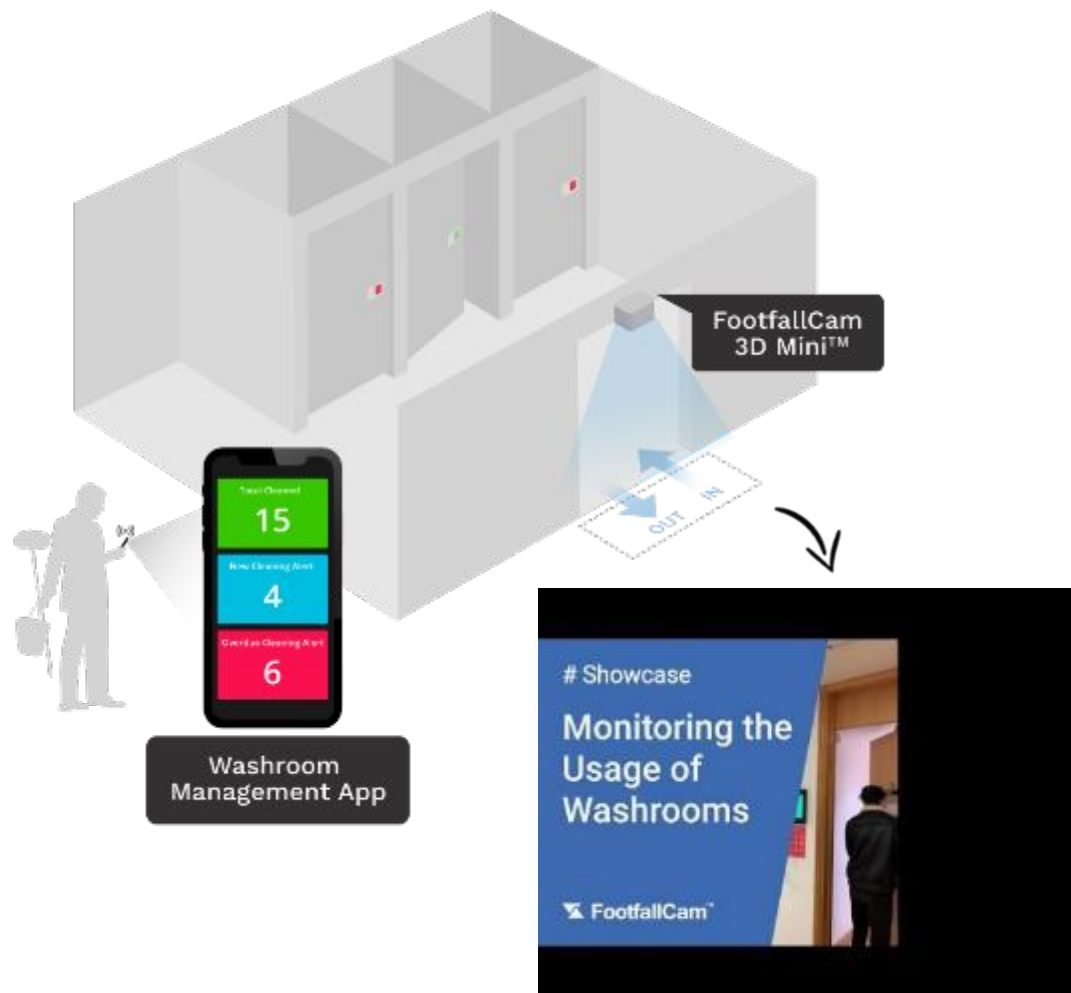 FootfallCam
3D Mini™
OUT
IN
Total Cleaned
15
New Cleaning Alert
4
Overdue Cleaning Alert
6
Washroom
Management App
# Showcase
Monitoring the
Usage of
Washrooms
FootfallCam™